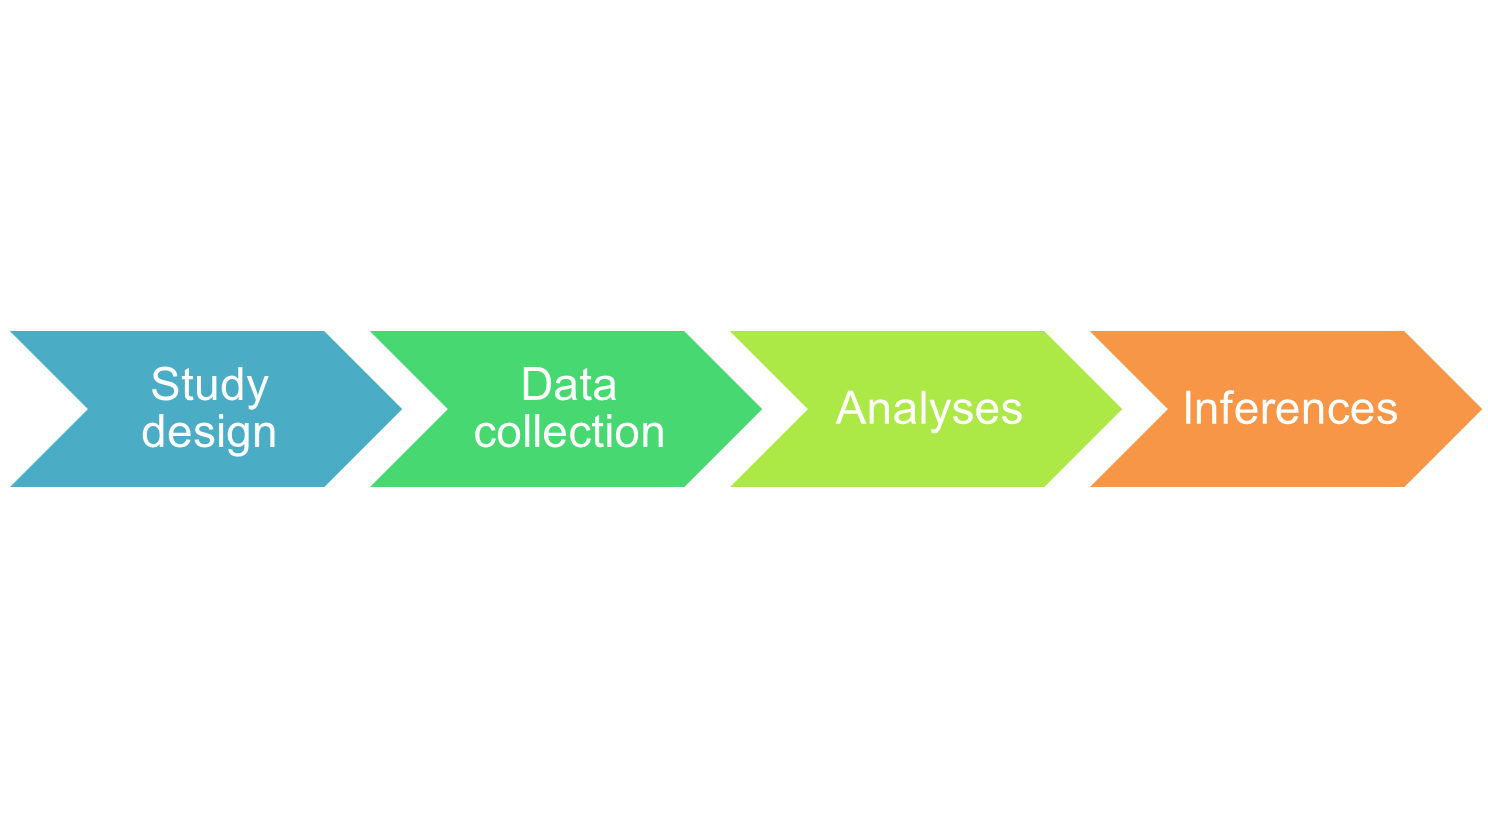 Study
design
Data
collection
Analyses
Inferences